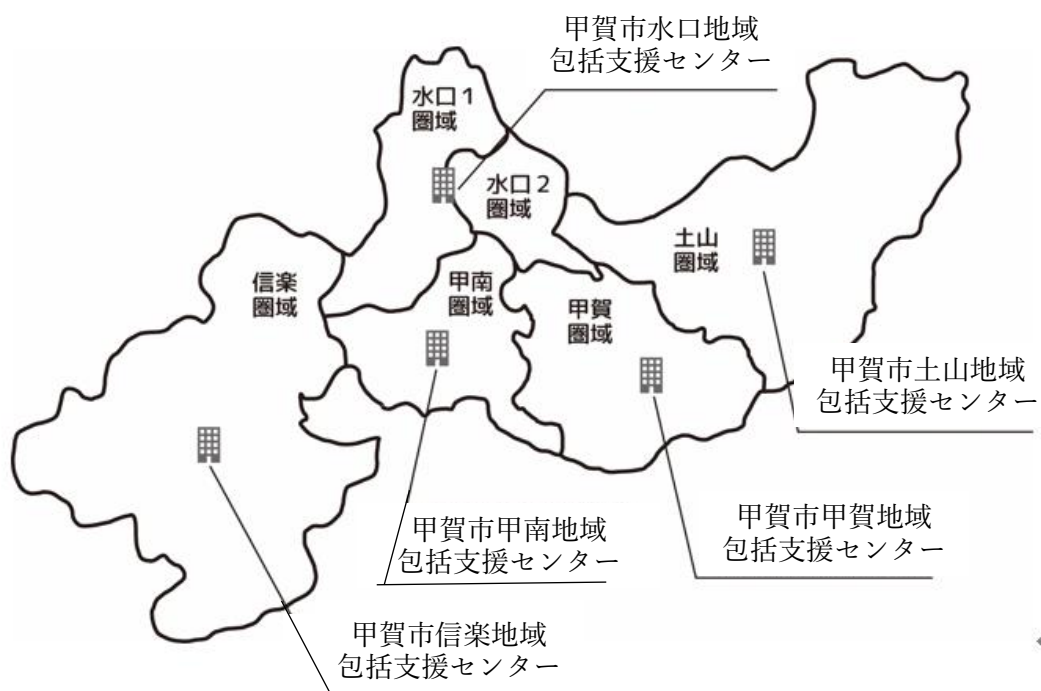 甲賀市水口地域
包括支援センター
水口1
圏域
水口2
圏域
土山
圏域
信楽
圏域
甲南
圏域
甲賀
圏域
甲賀市土山地域
包括支援センター
甲賀市甲南地域
包括支援センター
甲賀市甲賀地域
包括支援センター
甲賀市信楽地域
包括支援センター